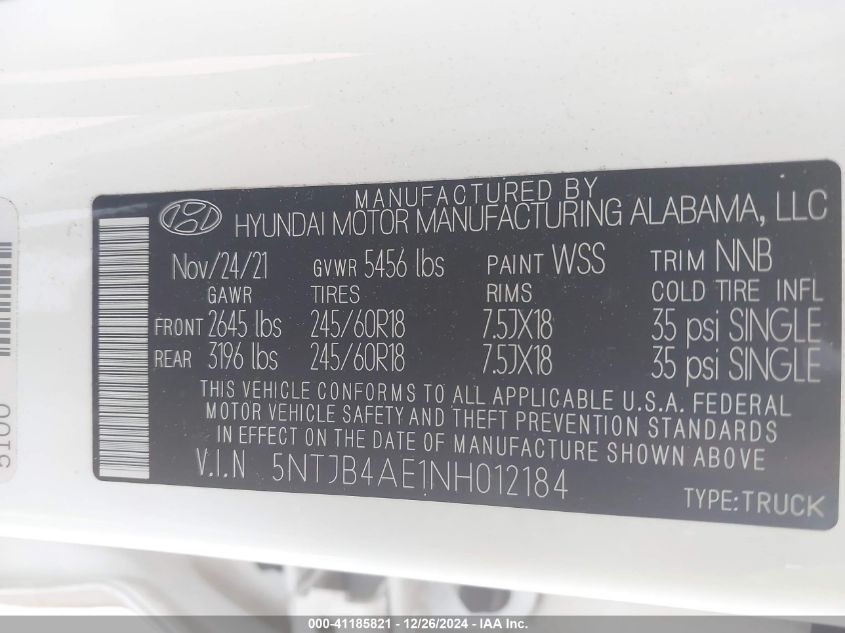 MANUFACTURED BY
HYUNDAI MOTOR MANUFACTURING ALABAMA, LLC
Nov/24/21 GVWR 5456 lbs PAINT WSS TRIM NNB
GAWR TIRES RIMS COLD TIRE INFL
FRONT 2645 lbs 245/60R18 7.5JX18 35 psi SINGLE
REAR 3196 lbs 245/60R18 7.5JX18 35 psi SINGLE
THIS VEHICLE CONFORMS TO ALL APPLICABLE U.S.A. FEDERAL
MOTOR VEHICLE SAFETY AND THEFT PREVENTION STANDARDS
IN EFFECT ON THE DATE OF MANUFACTURE SHOWN ABOVE
V.I.N 5NTJB4AE1NH012184
TYPE:TRUCK
5100
000-41185821 - 12/26/2024 - IAA Inc.